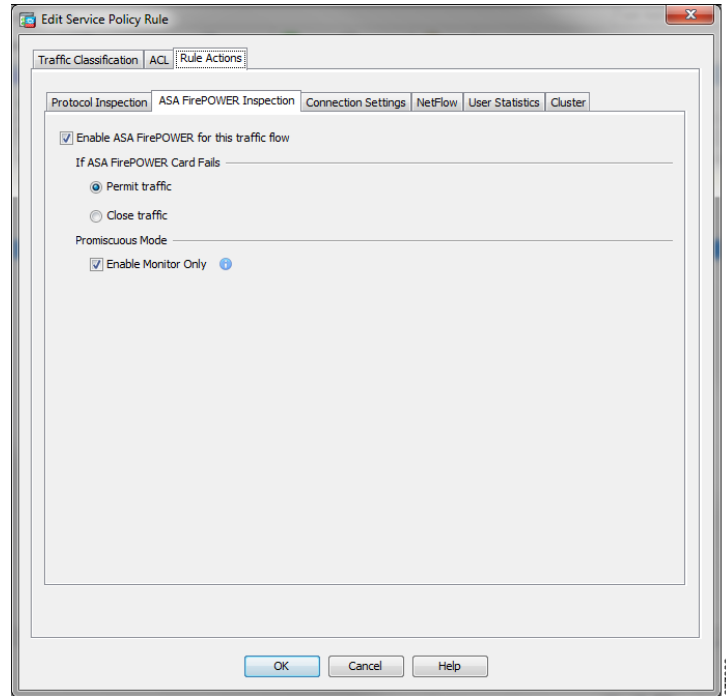 Edit Service Policy Rule
Traffic Classification ACL Rule Actions
Protocol Inspection ASA FirePOWER Inspection Connection Settings NetFlow User Statistics Cluster
Enable ASA FirePOWER for this traffic flow
If ASA FirePOWER Card Fails
Permit traffic
Close traffic
Promiscuous Mode
Enable Monitor Only
OK Cancel Help